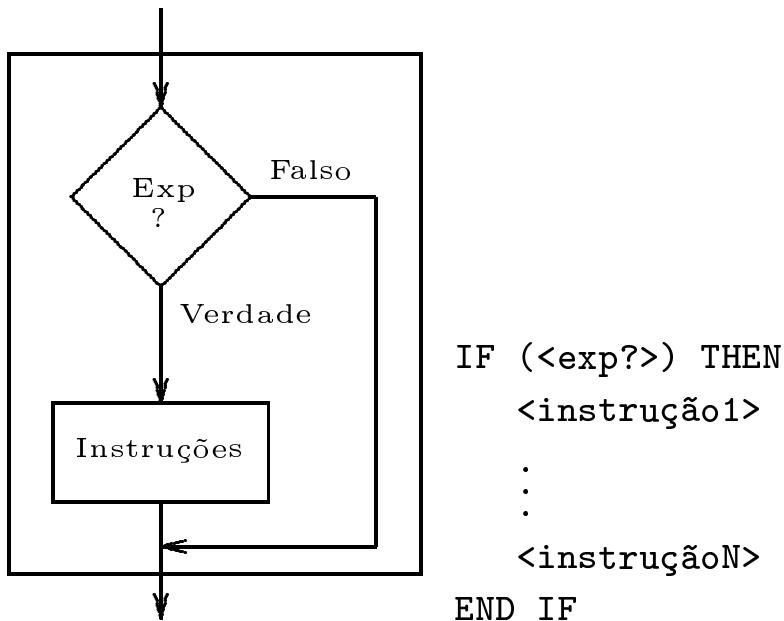 Falso
Exp
?
Verdade
Instruções
IF (<exp?>) THEN
<instrução1>
.
.
.
<instruçãoN>
END IF